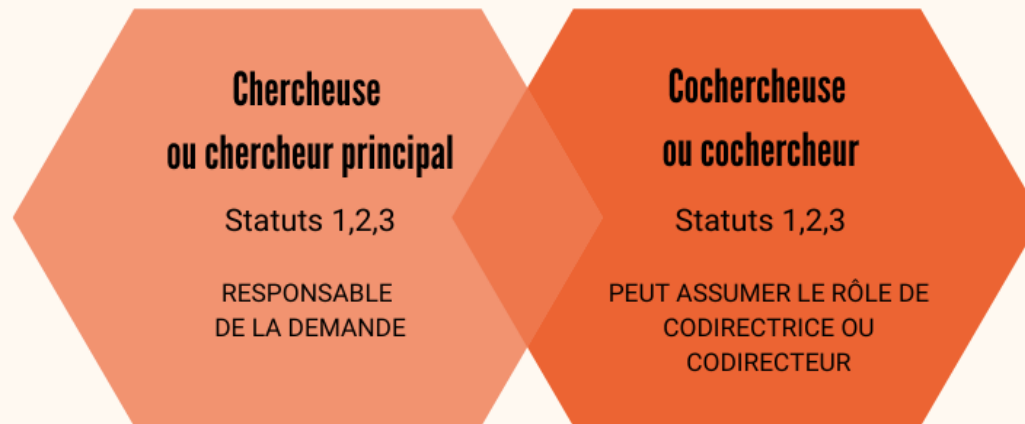 Chercheuse
ou chercheur principal
Statuts 1,2,3
RESPONSABLE
DE LA DEMANDE
Cochercheuse
ou cochercheur
Statuts 1,2,3
PEUT ASSUMER LE RÔLE DE
CODIRECTRICE OU
CODIRECTEUR